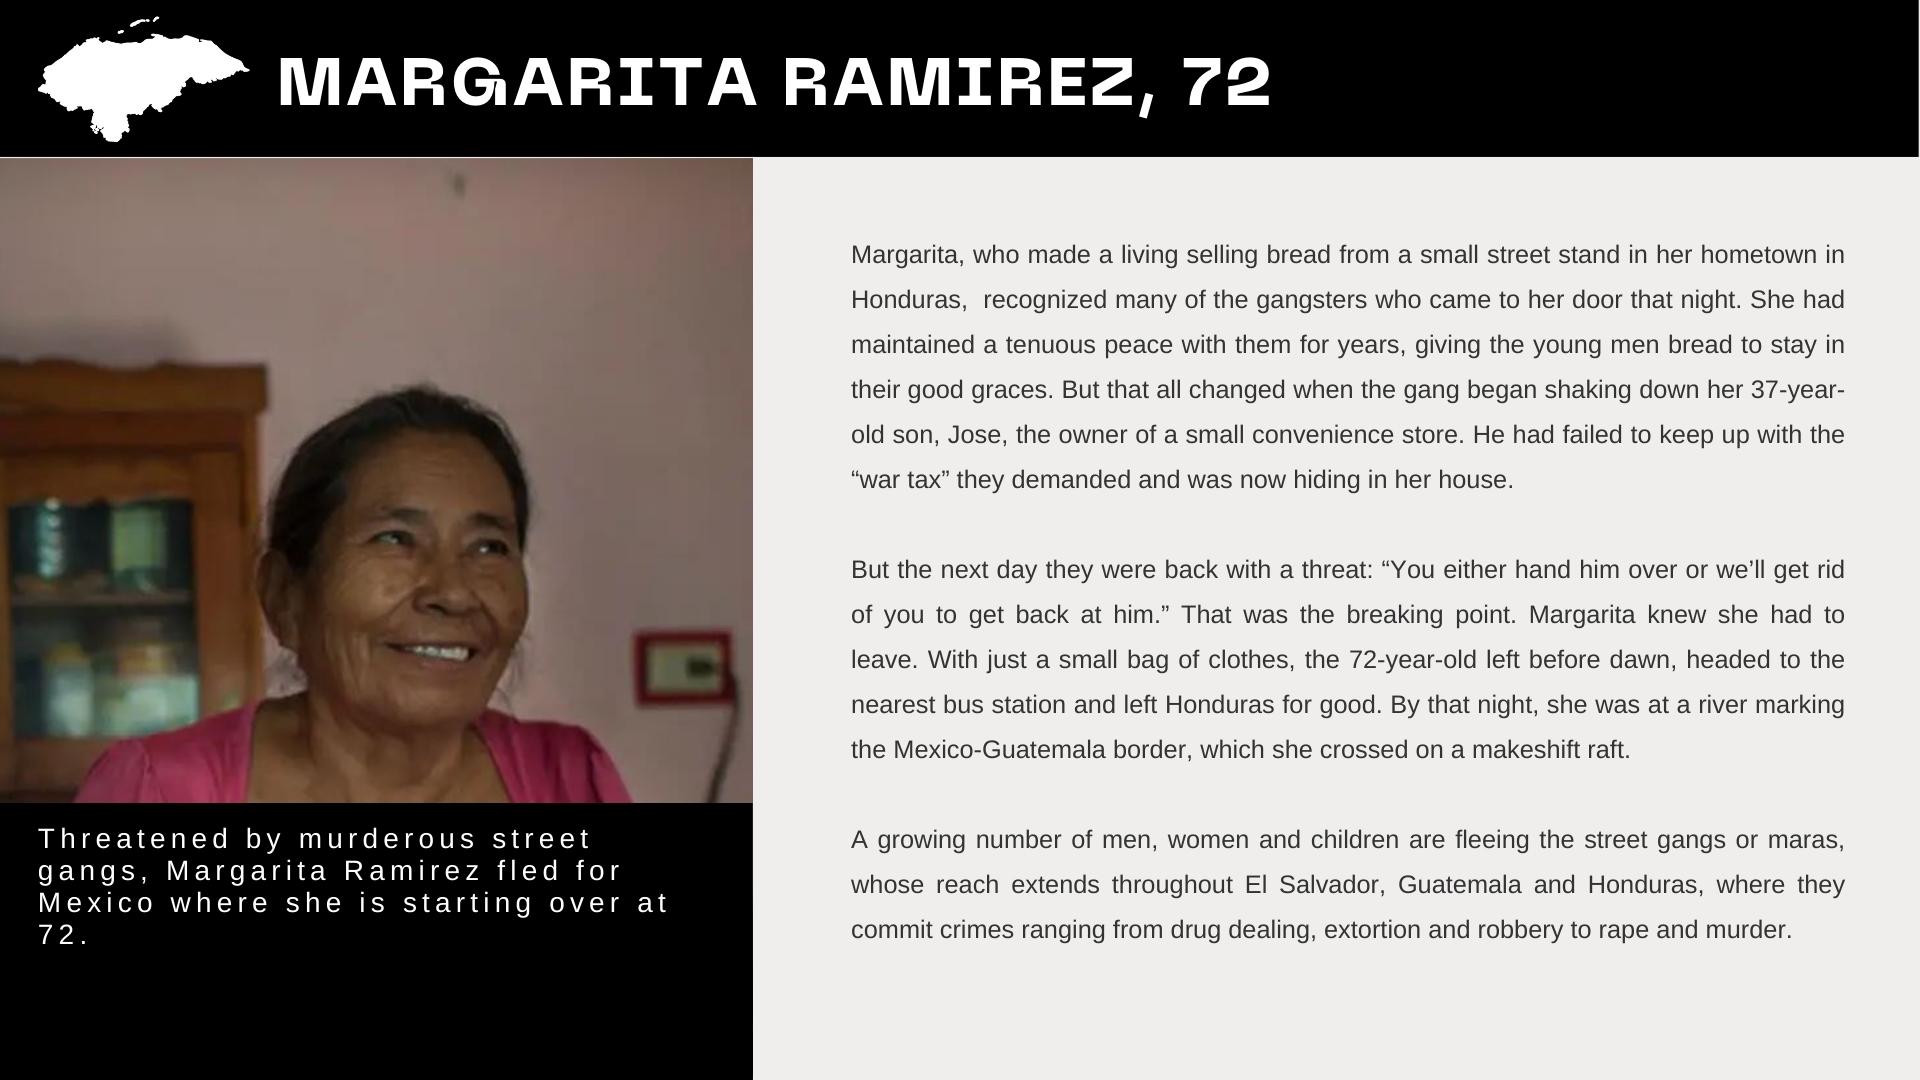 MARGARITA RAMIREZ, 72
Margarita, who made a living selling bread from a small street stand in her hometown in
Honduras,  recognized many of the gangsters who came to her door that night. She had
maintained a tenuous peace with them for years, giving the young men bread to stay in
their good graces. But that all changed when the gang began shaking down her 37-year-
old son, Jose, the owner of a small convenience store. He had failed to keep up with the
“war tax” they demanded and was now hiding in her house.
But the next day they were back with a threat: “You either hand him over or we’ll get rid
of you to get back at him.” That was the breaking point. Margarita knew she had to
leave. With just a small bag of clothes, the 72-year-old left before dawn, headed to the
nearest bus station and left Honduras for good. By that night, she was at a river marking
the Mexico-Guatemala border, which she crossed on a makeshift raft.
A growing number of men, women and children are fleeing the street gangs or maras,
whose reach extends throughout El Salvador, Guatemala and Honduras, where they
commit crimes ranging from drug dealing, extortion and robbery to rape and murder.
Threatened by murderous street
gangs, Margarita Ramirez fled for
Mexico where she is starting over at
72.